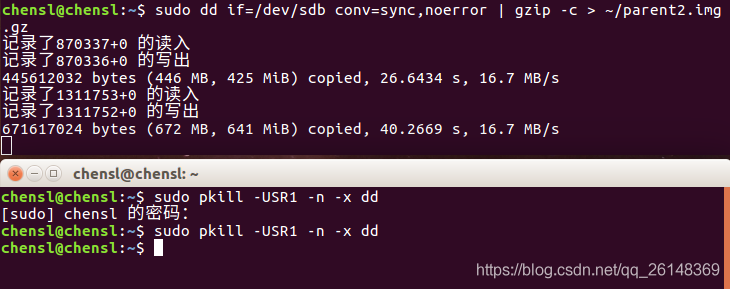 chensl@chensl:~$ sudo dd if=/dev/sdb conv=sync,noerror | gzip -c > ~/parent2.img
.gz
记录了870337+0 的读入
记录了870336+0 的写出
445612032 bytes (446 MB, 425 MiB) copied, 26.6434 s, 16.7 MB/s
记录了1311753+0 的读入
记录了1311752+0 的写出
671617024 bytes (672 MB, 641 MiB) copied, 40.2669 s, 16.7 MB/s
chensl@chensl: ~
chensl@chensl:~$ sudo pkill -USR1 -n -x dd
[sudo] chensl 的密码：
chensl@chensl:~$ sudo pkill -USR1 -n -x dd
chensl@chensl:~$
https://blog.csdn.net/qq_26148369